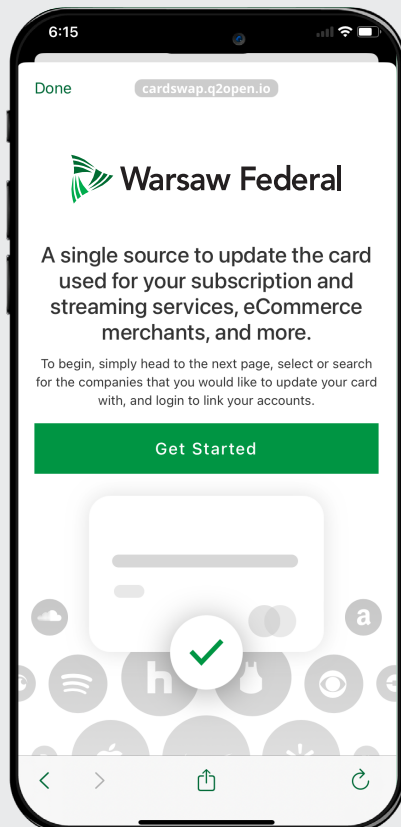 6:15
Done
cardswap.q2open.io
Warsaw Federal
A single source to update the card
used for your subscription and
streaming services, eCommerce
merchants, and more.
To begin, simply head to the next page, select or search
for the companies that you would like to update your card
with, and login to link your accounts.
Get Started
a
h